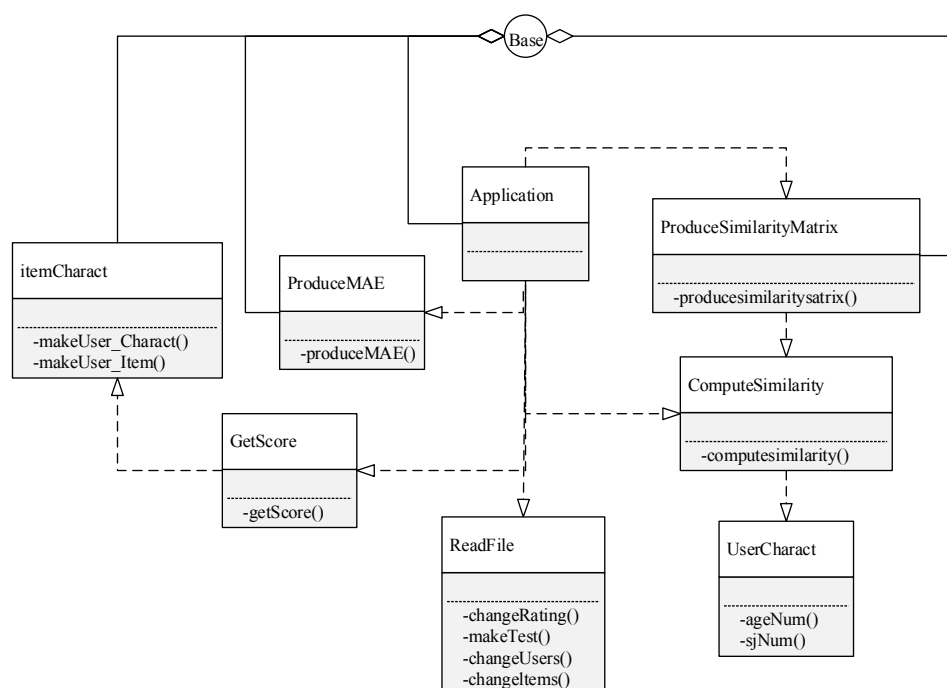 Base
Application
ProduceSimilarityMatrix
-producesimilaritysatrix()
itemCharact
-makeUser_Charact()
-makeUser_Item()
ProduceMAE
-produceMAE()
ComputeSimilarity
-computesimilarity()
GetScore
-getScore()
ReadFile
-changeRating()
-makeTest()
-changeUsers()
-changeItems()
UserCharact
-ageNum()
-sjNum()